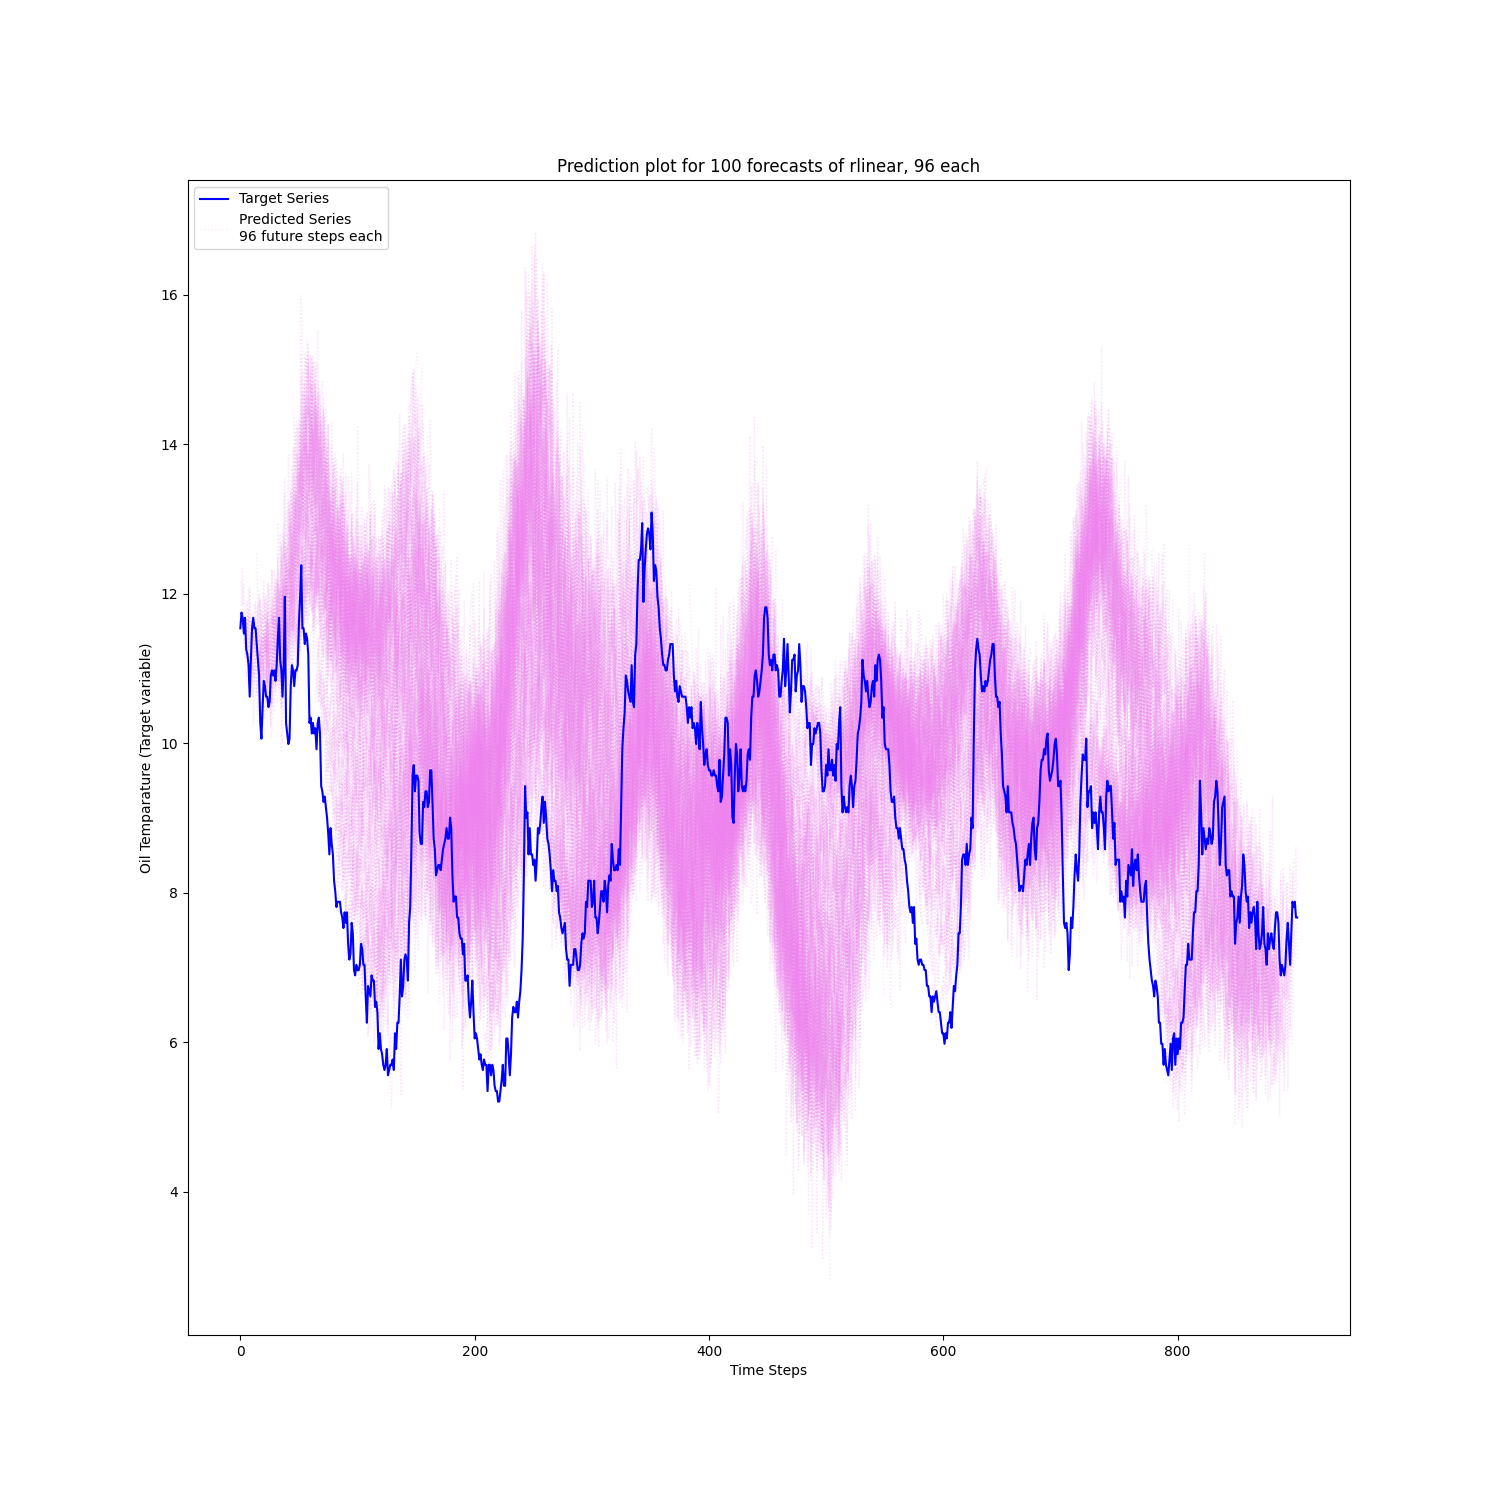 Prediction plot for 100 forecasts of rlinear, 96 each
Target Series
Predicted Series
96 future steps each
16
14
12
10
8
6
4
Oil Temparature (Target variable)
0 200 400 600 800
Time Steps